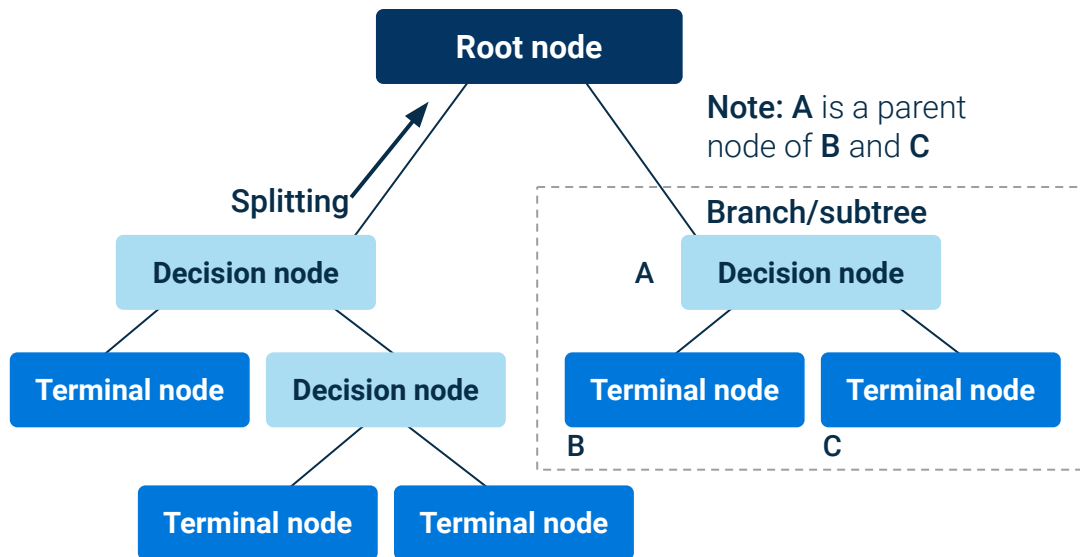 Root node
Note: A is a parent
node of B and C
Splitting
Branch/subtree
Decision node
A
Decision node
Terminal node
Decision node
Terminal node
Terminal node
B
C
Terminal node
Terminal node